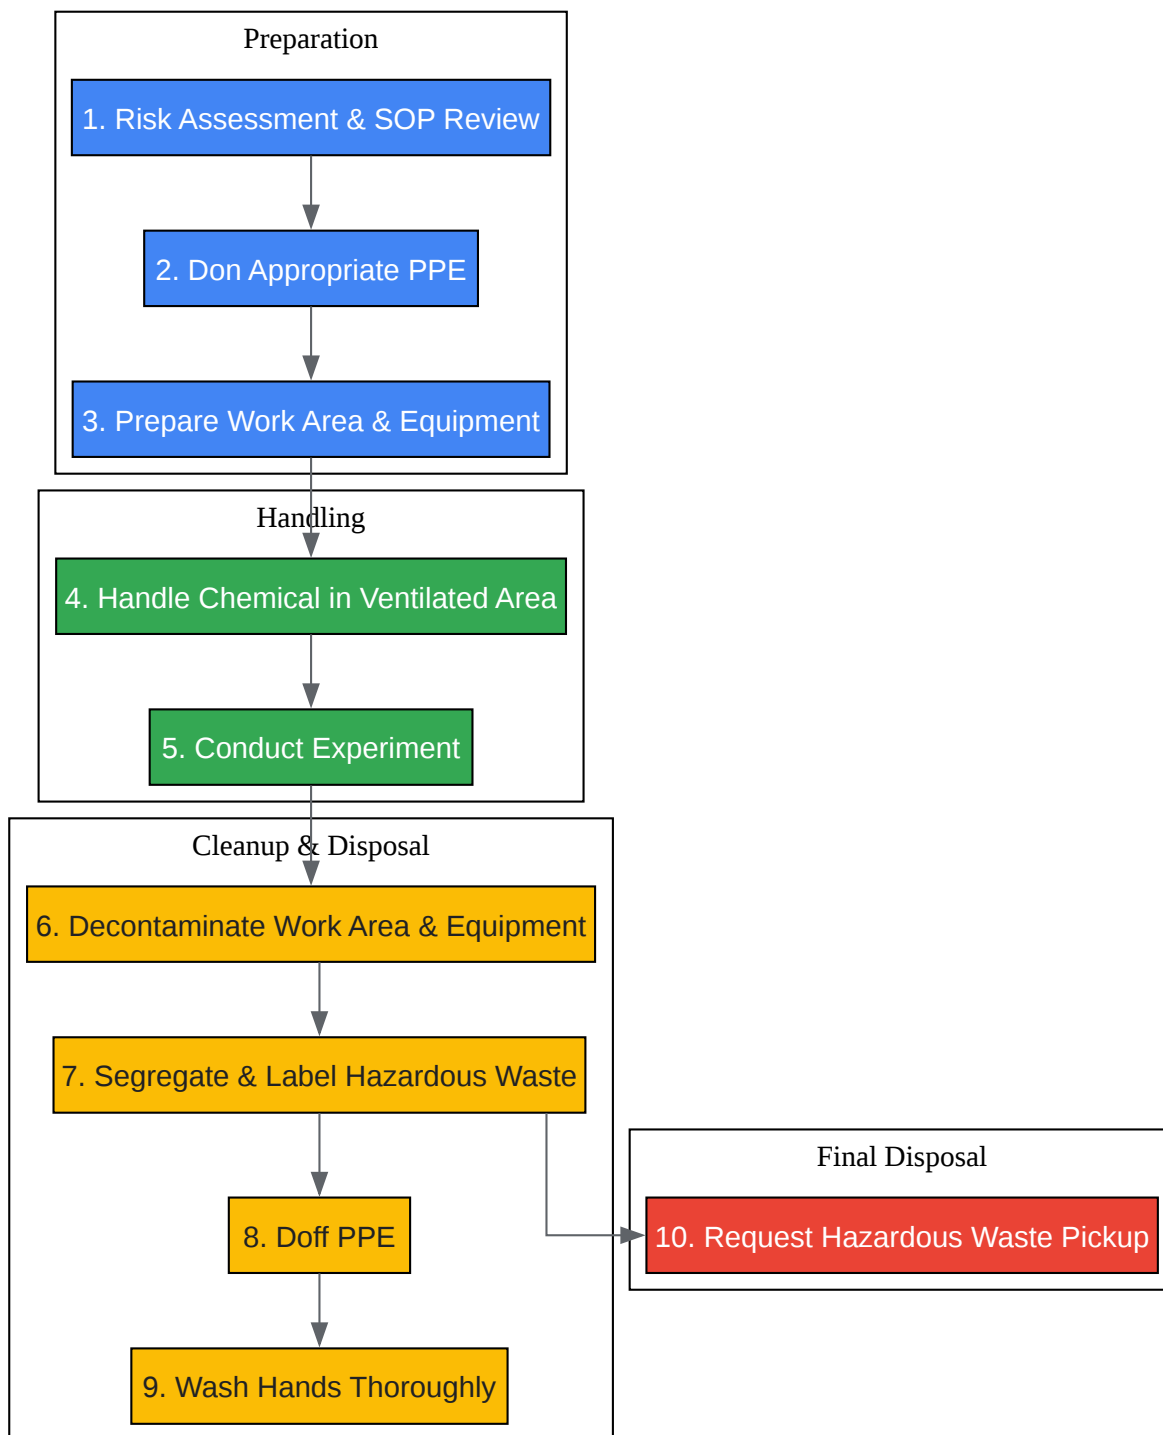 Preparation
1. Risk Assessment & SOP Review
2. Don Appropriate PPE
3. Prepare Work Area & Equipment
Handling
4. Handle Chemical in Ventilated Area
5. Conduct Experiment
Cleanup & Disposal
6. Decontaminate Work Area & Equipment
7. Segregate & Label Hazardous Waste
8. Doff PPE
9. Wash Hands Thoroughly
Final Disposal
10. Request Hazardous Waste Pickup